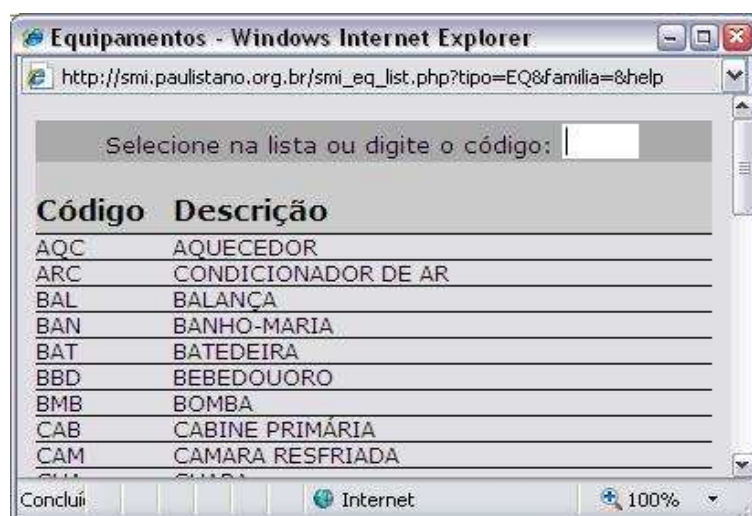 Equipamentos - Windows Internet Explorer
http://smi.paulistano.org.br/smi_eq_list.php?tipo=EQ&familia=&help
Selecione na lista ou digite o código:
Código Descrição
AQC AQUECEDOR
ARC CONDICIONADOR DE AR
BAL BALANÇA
BAN BANHO-MARIA
BAT BATEDEIRA
BBD BEBEDOUORO
BMB BOMBA
CAB CABINE PRIMÁRIA
CAM CAMARA RESFRIADA
Concluí Internet 100%